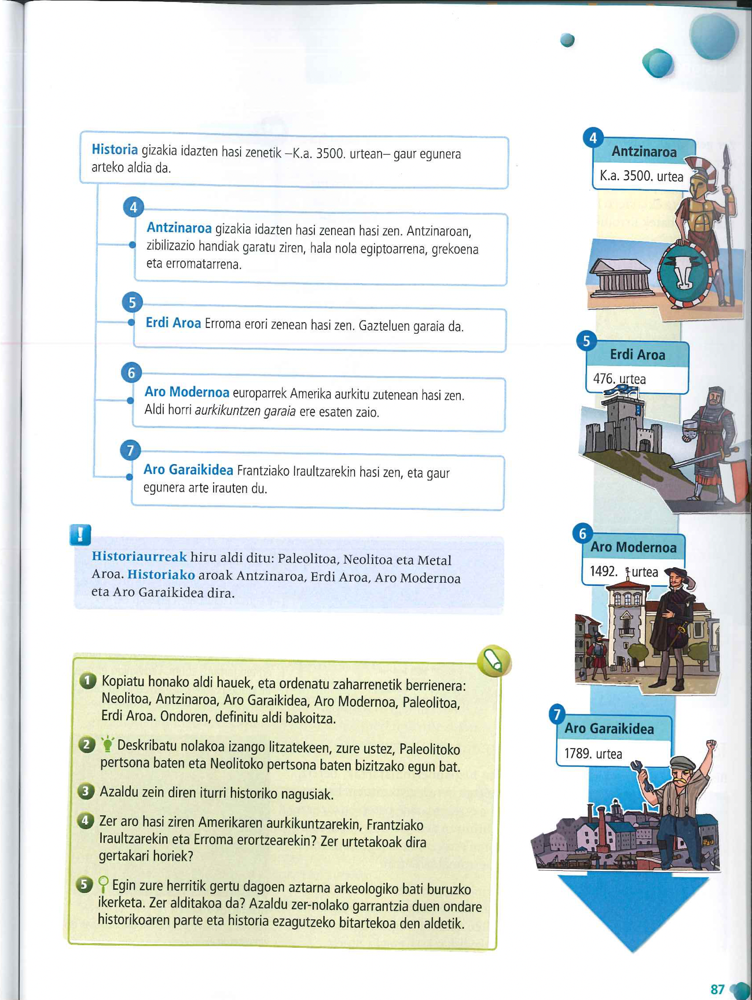 Historia gizakia idazten hasi zenetik –K.a. 3500. urtean– gaur egunera
arteko aldia da.
4
Antzinaroa gizakia idazten hasi zenean hasi zen. Antzinaroan,
zibilizazio handiak garatu ziren, hala nola egiptoarrena, grekoena
eta erromatarrena.
5
Erdi Aroa Erroma erori zenean hasi zen. Gazteluen garaia da.
6
Aro Modernoa europarrek Amerika aurkitu zutenean hasi zen.
Aldi horri aurkikuntzen garaia ere esaten zaio.
7
Aro Garaikidea Frantziako Iraultzarekin hasi zen, eta gaur
egunera arte irauten du.
!
Historiaurreak hiru aldi ditu: Paleolitoa, Neolitoa eta Metal
Aroa. Historiako aroak Antzinaroa, Erdi Aroa, Aro Modernoa
eta Aro Garaikidea dira.
1 Kopiatu honako aldi hauek, eta ordenatu zaharrenetik berrienera:
Neolitoa, Antzinaroa, Aro Garaikidea, Aro Modernoa, Paleolitoa,
Erdi Aroa. Ondoren, definitu aldi bakoitza.
2 Deskribatu nolakoa izango litzatekeen, zure ustez, Paleolitoko
pertsona baten eta Neolitoko pertsona baten bizitzako egun bat.
3 Azaldu zein diren iturri historiko nagusiak.
4 Zer aro hasi ziren Amerikaren aurkikuntzarekin, Frantziako
Iraultzarekin eta Erroma erortzearekin? Zer urtetakoak dira
gertakari horiek?
5 Egin zure herritik gertu dagoen aztarna arkeologiko bati buruzko
ikerketa. Zer alditakoa da? Azaldu zer-nolako garrantzia duen ondare
historikoaren parte eta historia ezagutzeko bitartekoa den aldetik.
4
Antzinaroa
K.a. 3500. urtea
5
Erdi Aroa
476. urtea
6
Aro Modernoa
1492. urtea
7
Aro Garaikidea
1789. urtea
87